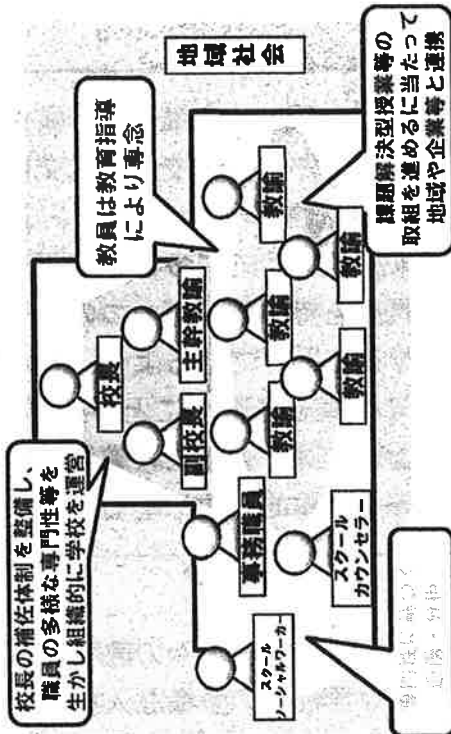 校長の補佐体制を整備し、
職員の多様な専門性等を
生かし組織的に学校を運営
校長
教員は教育指導
により専念
地域社会
副校長
主幹教諭
スクール
ソーシャルワーカー
事務職員
教諭
教諭
教諭
スクール
カウンセラー
教諭
教諭
課題解決型授業等の
取組を進めるに当たって
地域や企業等と連携